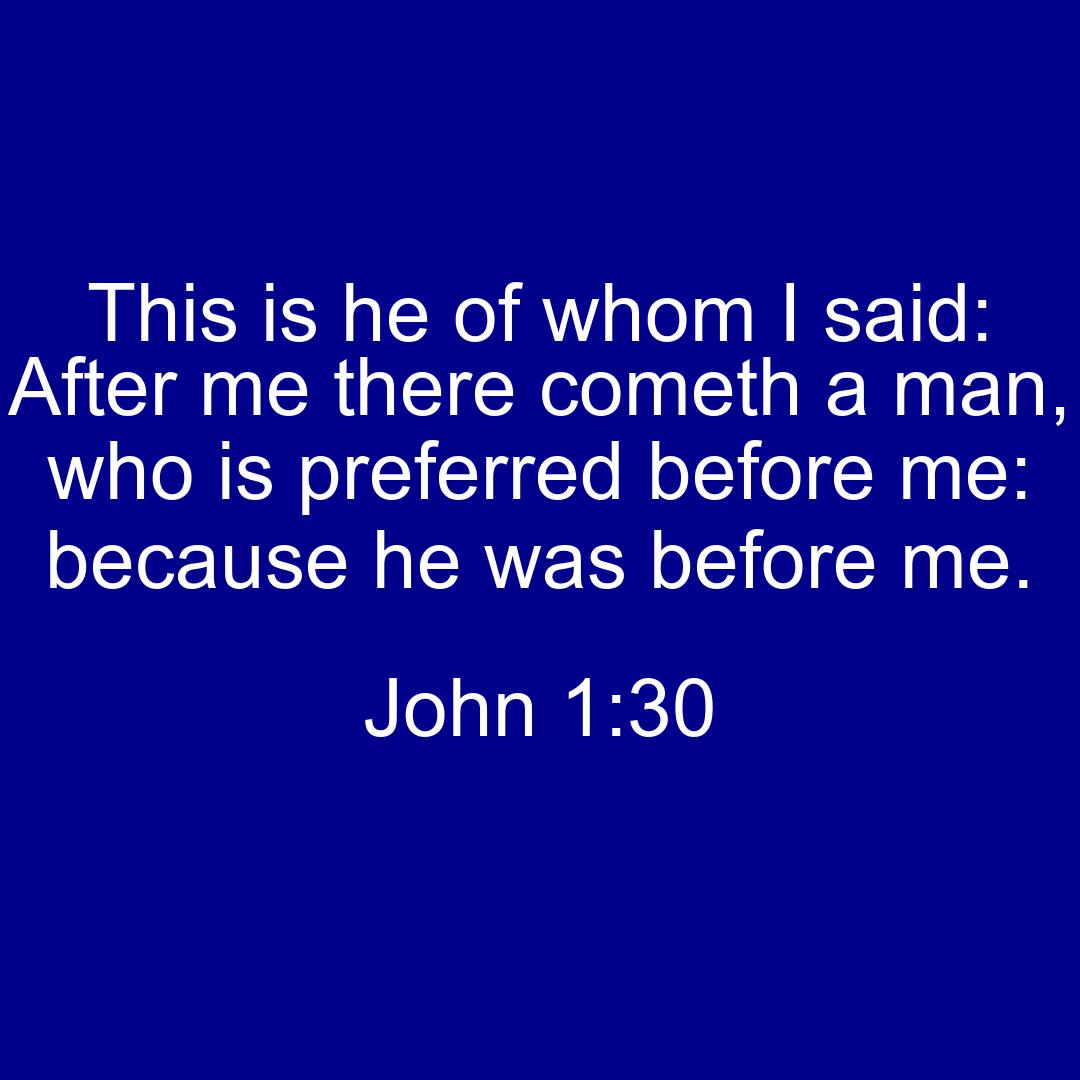 This is he of whom I said:
After me there cometh a man,
who is preferred before me:
because he was before me.
John 1:30